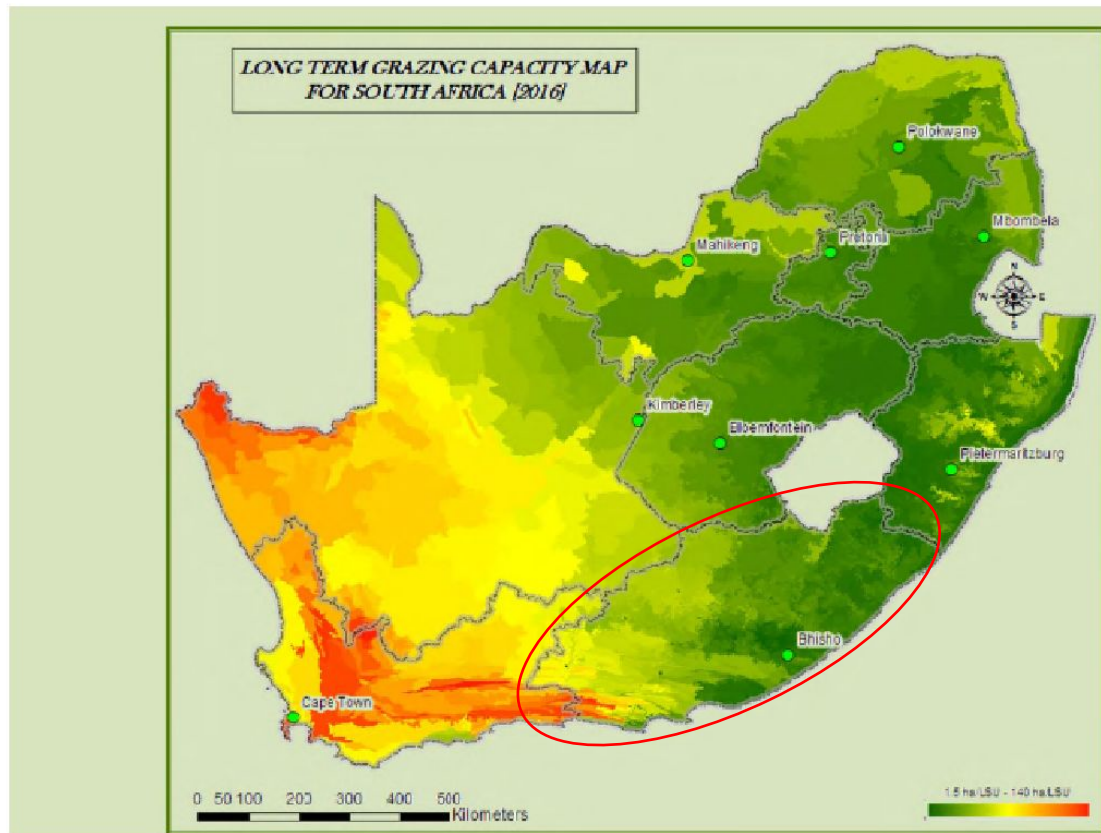 LONG TERM GRAZING CAPACITY MAP
FOR SOUTH AFRICA [2016]
Polokwane
Mbombela
Pretoria
Mahikeng
N
W E
S
Kimberley
Bloemfontein
Pietermaritzburg
Bhisho
Cape Town
0 50 100 200 300 400 500
Kilometers
1.5 ha/LSU - 140 ha/LSU